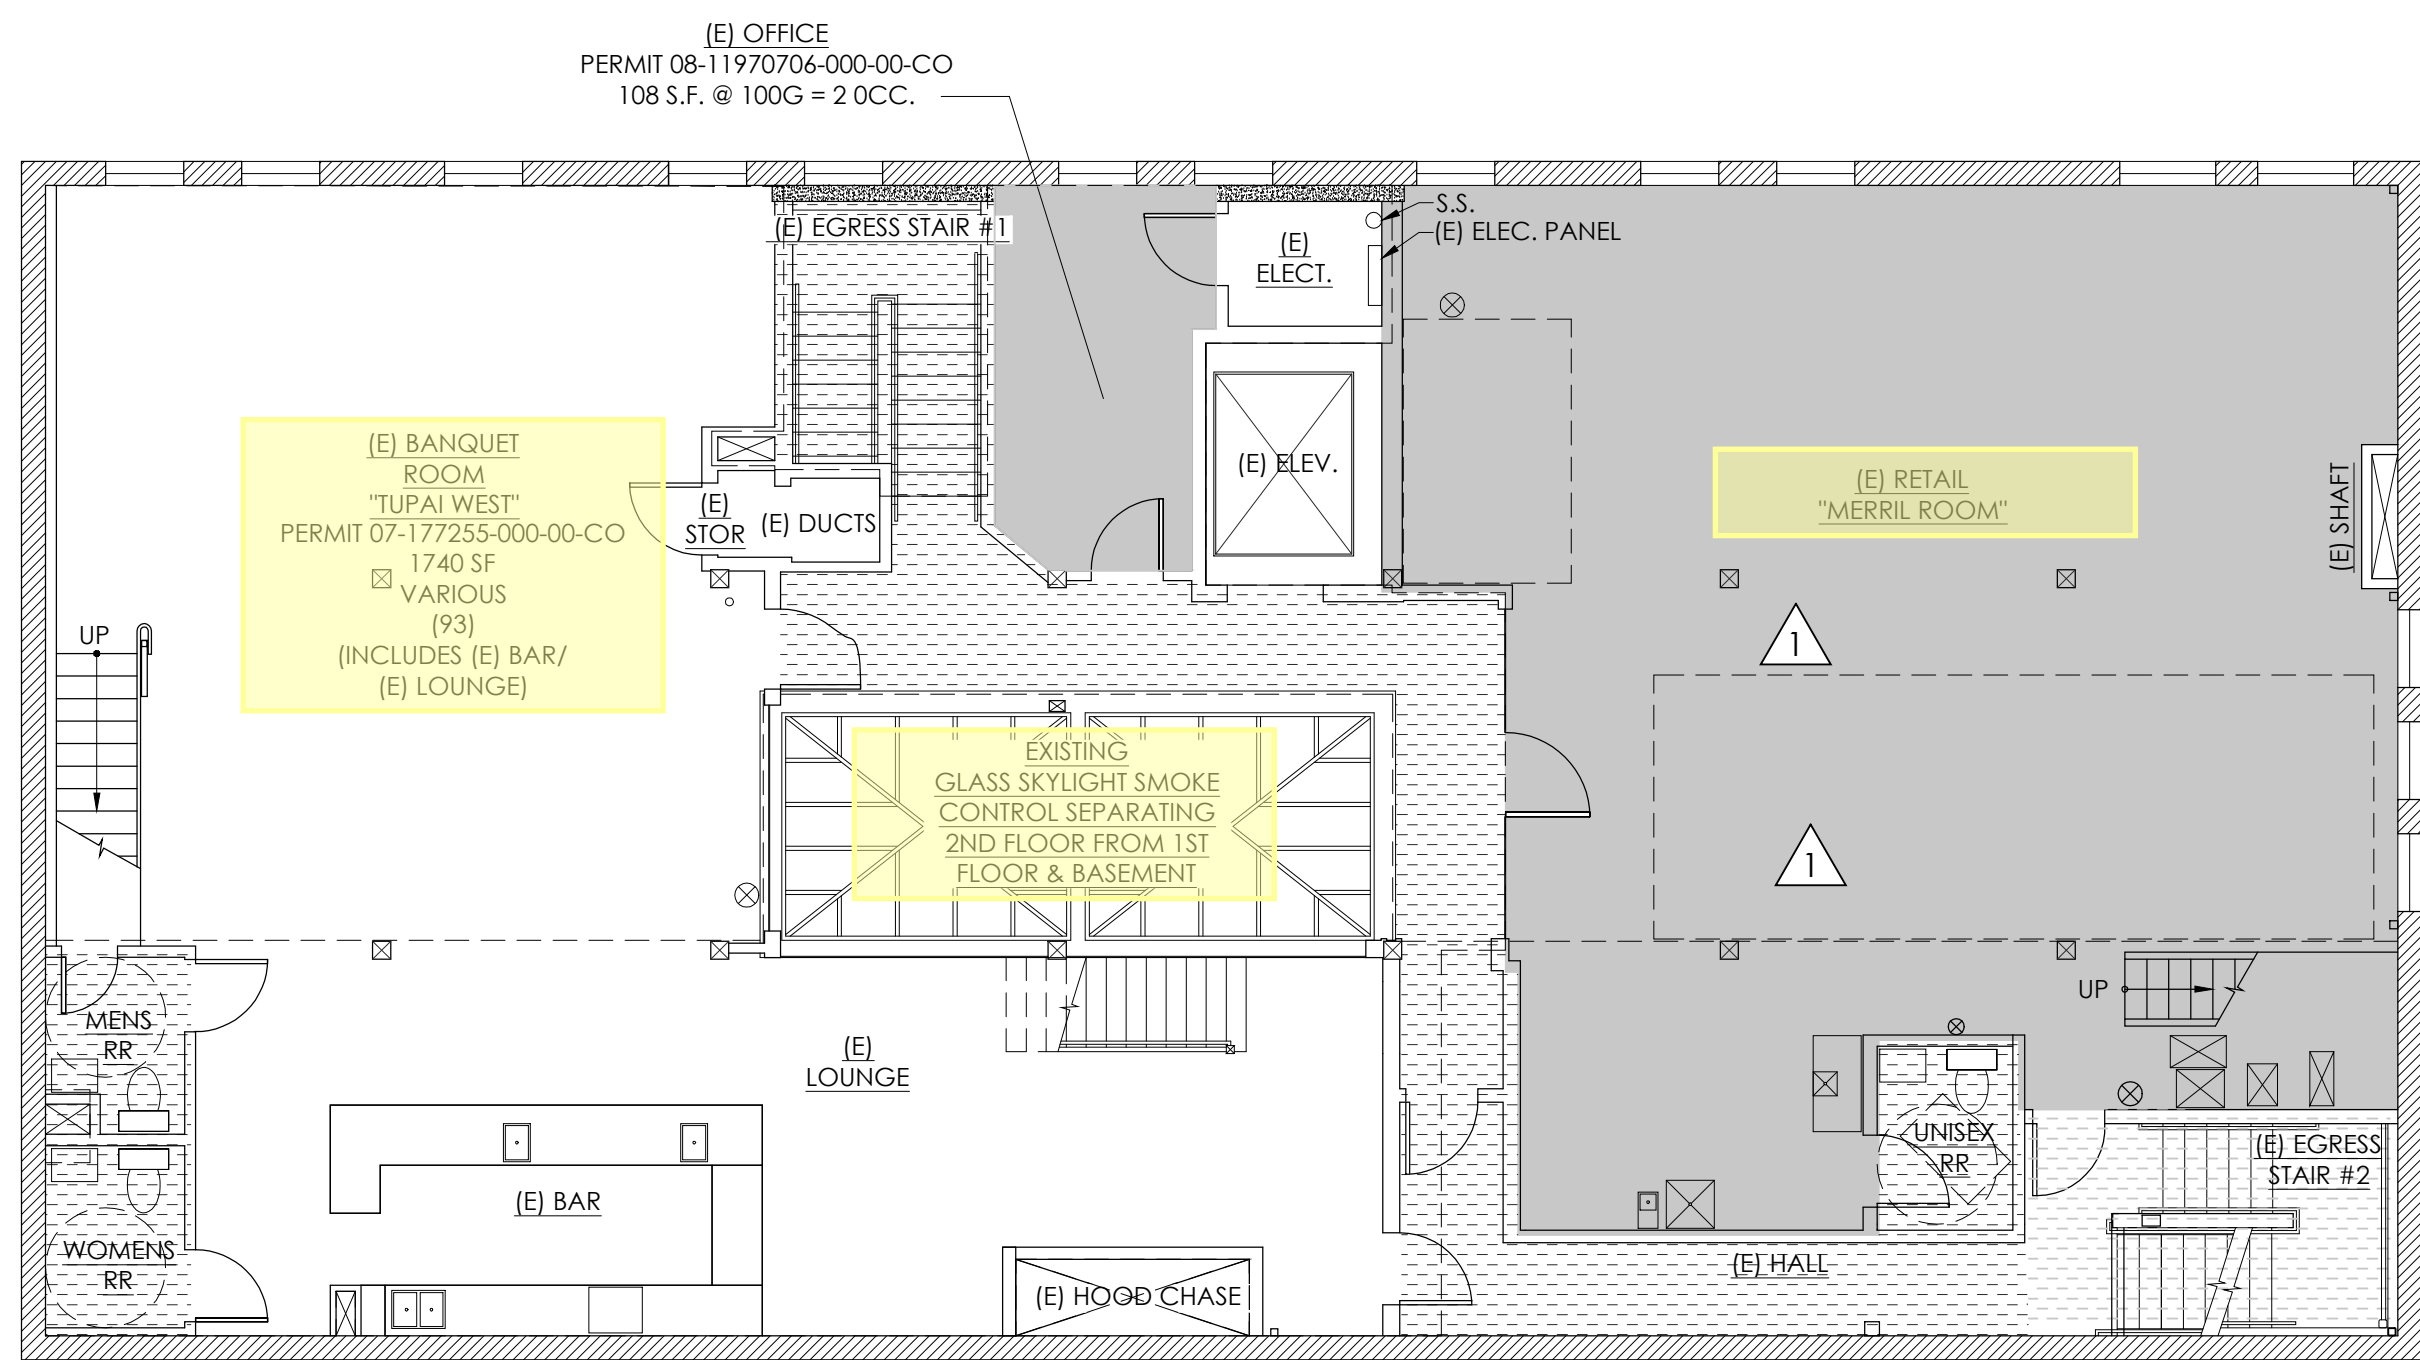 (E) OFFICE
PERMIT 08-11970706-000-00-CO
108 S.F. @ 100G = 2 0CC.
(E) EGRESS STAIR #1
(E)
ELECT.
S.S.
(E) ELEC. PANEL
(E) BANQUET
ROOM
"TUPAI WEST"
PERMIT 07-177255-000-00-CO
1740 SF
VARIOUS
(93)
(INCLUDES (E) BAR/
(E) LOUNGE)
(E)
STOR
(E) DUCTS
(E) ELEV.
(E) RETAIL
"MERRIL ROOM"
(E) SHAFT
UP
1
EXISTING
GLASS SKYLIGHT SMOKE
CONTROL SEPARATING
2ND FLOOR FROM 1ST
FLOOR & BASEMENT
1
UP
MENS
RR
(E)
LOUNGE
UNISEX
RR
(E) EGRESS
STAIR #2
(E) BAR
WOMENS
RR
(E) HALL
(E) HOOD CHASE